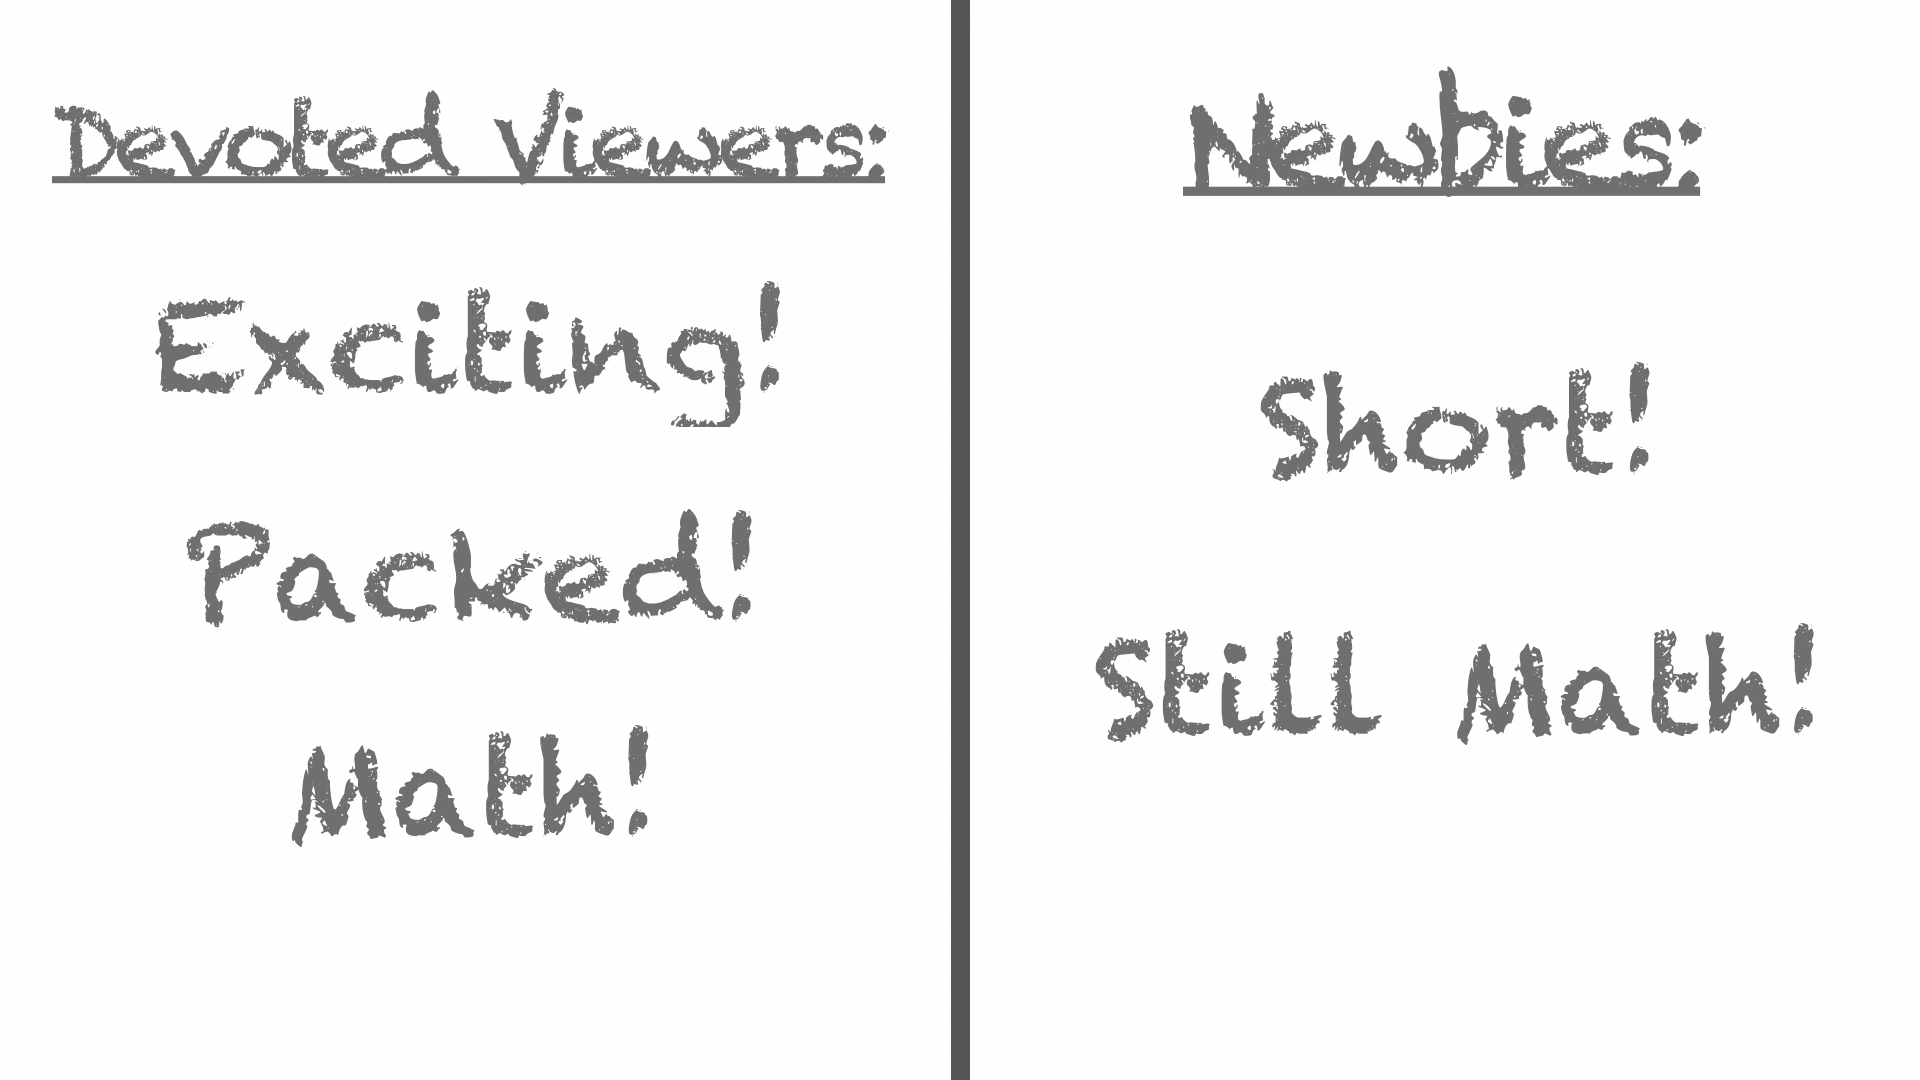 Devoted Viewers:
Exciting!
Packed!
Math!
Newbies:
Short!
Still Math!